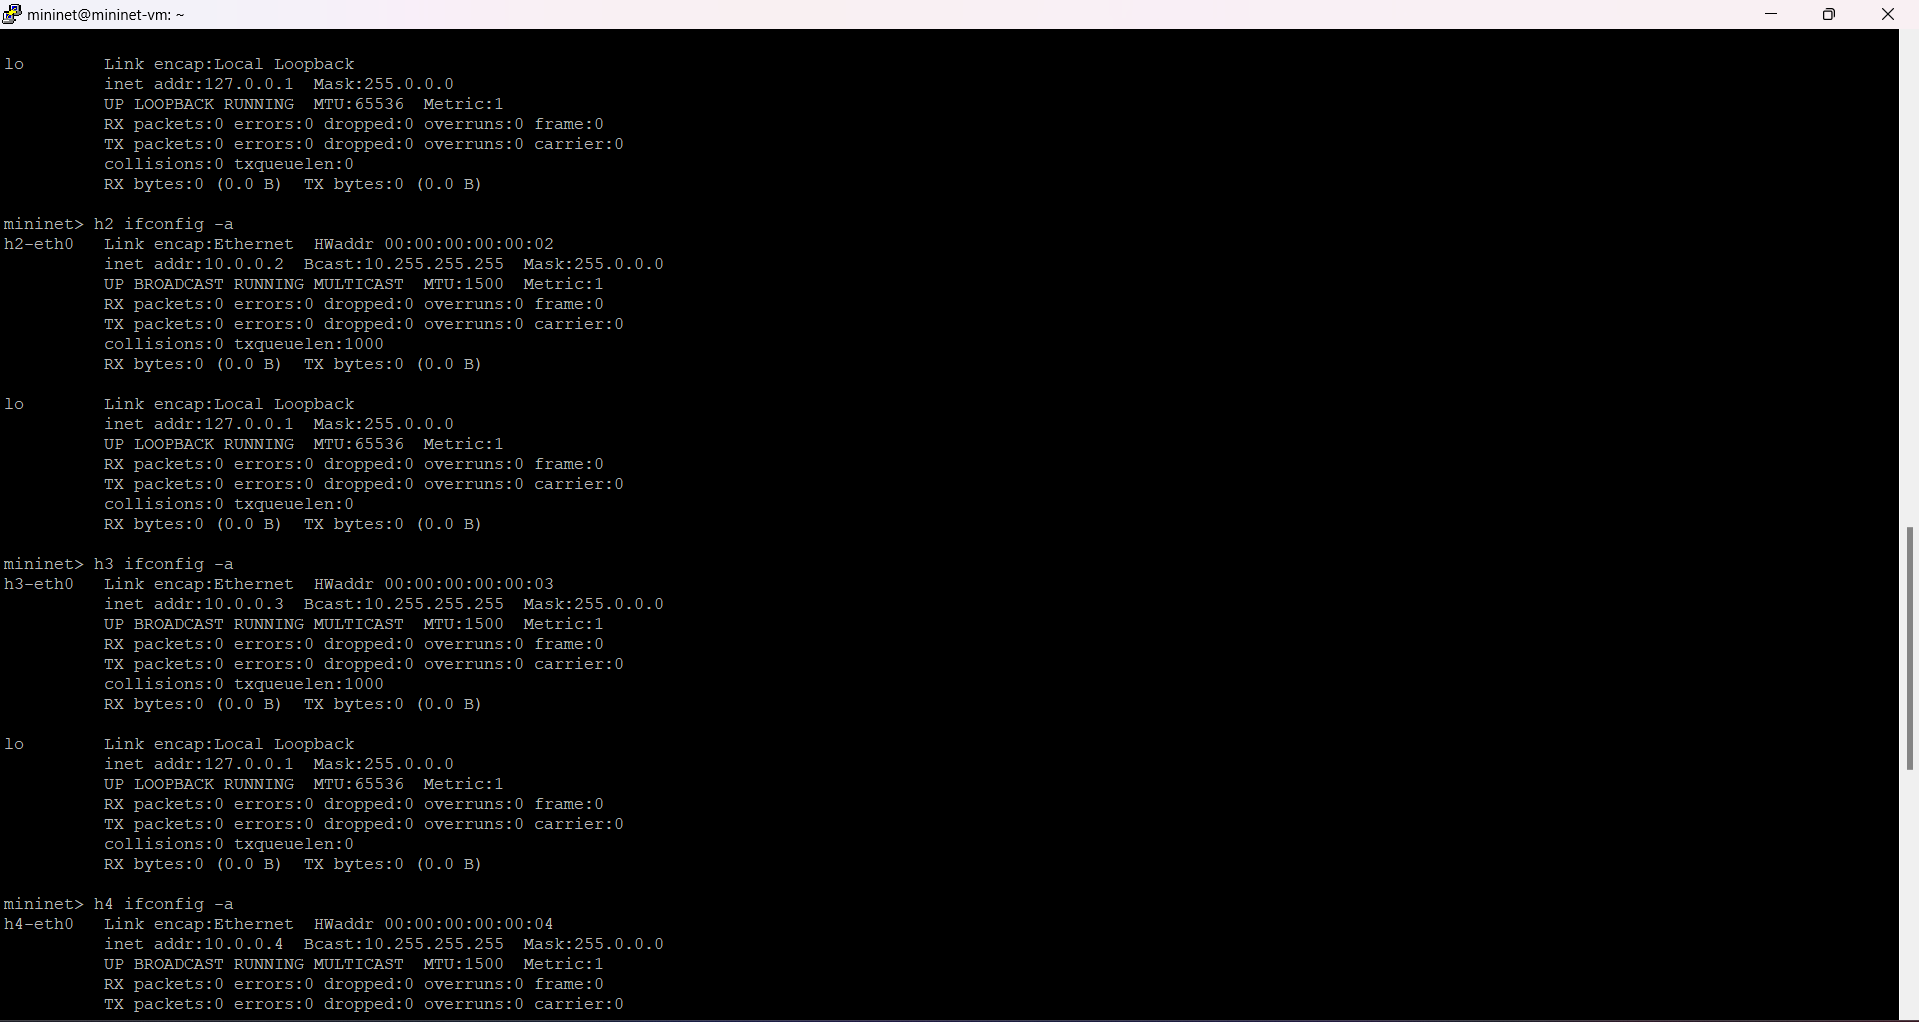 mininet@mininet-vm: ~
lo        Link encap:Local Loopback
          inet addr:127.0.0.1  Mask:255.0.0.0
          UP LOOPBACK RUNNING  MTU:65536  Metric:1
          RX packets:0 errors:0 dropped:0 overruns:0 frame:0
          TX packets:0 errors:0 dropped:0 overruns:0 carrier:0
          collisions:0 txqueuelen:0
          RX bytes:0 (0.0 B)  TX bytes:0 (0.0 B)

mininet> h2 ifconfig -a
h2-eth0   Link encap:Ethernet  HWaddr 00:00:00:00:00:02
          inet addr:10.0.0.2  Bcast:10.255.255.255  Mask:255.0.0.0
          UP BROADCAST RUNNING MULTICAST  MTU:1500  Metric:1
          RX packets:0 errors:0 dropped:0 overruns:0 frame:0
          TX packets:0 errors:0 dropped:0 overruns:0 carrier:0
          collisions:0 txqueuelen:1000
          RX bytes:0 (0.0 B)  TX bytes:0 (0.0 B)

lo        Link encap:Local Loopback
          inet addr:127.0.0.1  Mask:255.0.0.0
          UP LOOPBACK RUNNING  MTU:65536  Metric:1
          RX packets:0 errors:0 dropped:0 overruns:0 frame:0
          TX packets:0 errors:0 dropped:0 overruns:0 carrier:0
          collisions:0 txqueuelen:0
          RX bytes:0 (0.0 B)  TX bytes:0 (0.0 B)

mininet> h3 ifconfig -a
h3-eth0   Link encap:Ethernet  HWaddr 00:00:00:00:00:03
          inet addr:10.0.0.3  Bcast:10.255.255.255  Mask:255.0.0.0
          UP BROADCAST RUNNING MULTICAST  MTU:1500  Metric:1
          RX packets:0 errors:0 dropped:0 overruns:0 frame:0
          TX packets:0 errors:0 dropped:0 overruns:0 carrier:0
          collisions:0 txqueuelen:1000
          RX bytes:0 (0.0 B)  TX bytes:0 (0.0 B)

lo        Link encap:Local Loopback
          inet addr:127.0.0.1  Mask:255.0.0.0
          UP LOOPBACK RUNNING  MTU:65536  Metric:1
          RX packets:0 errors:0 dropped:0 overruns:0 frame:0
          TX packets:0 errors:0 dropped:0 overruns:0 carrier:0
          collisions:0 txqueuelen:0
          RX bytes:0 (0.0 B)  TX bytes:0 (0.0 B)

mininet> h4 ifconfig -a
h4-eth0   Link encap:Ethernet  HWaddr 00:00:00:00:00:04
          inet addr:10.0.0.4  Bcast:10.255.255.255  Mask:255.0.0.0
          UP BROADCAST RUNNING MULTICAST  MTU:1500  Metric:1
          RX packets:0 errors:0 dropped:0 overruns:0 frame:0
          TX packets:0 errors:0 dropped:0 overruns:0 carrier:0